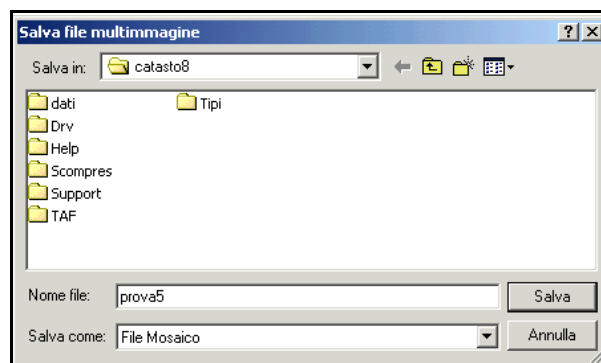 Salva file multimmagine
Salva in: catasto8
dati Tipi
Drv
Help
Scompres
Support
TAF
Nome file: prova5 Salva
Salva come: File Mosaico Annulla